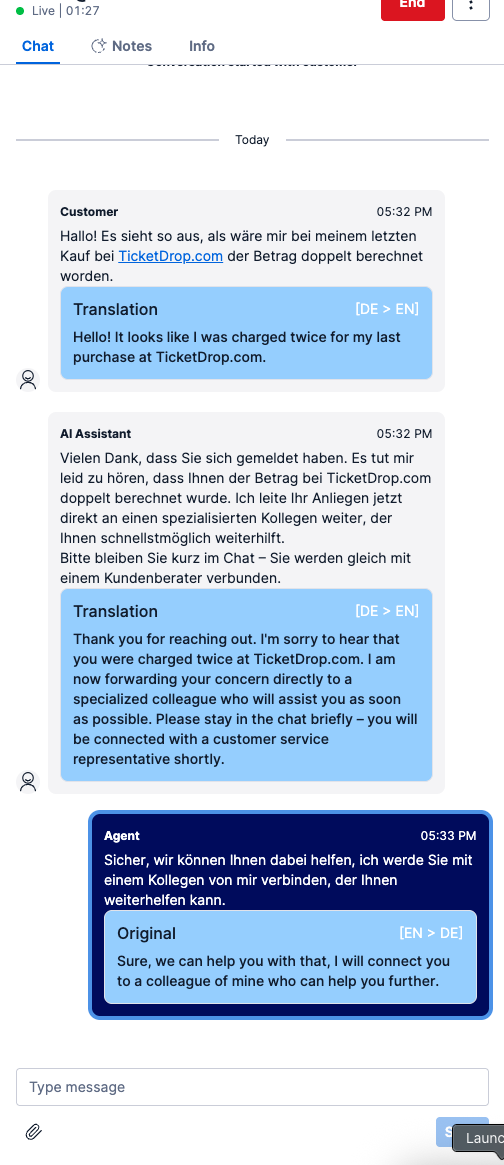 Live | 01:27
End
Chat
Notes
Info
Conversation started with customer
Today
Customer
05:32 PM
Hallo! Es sieht so aus, als wäre mir bei meinem letzten
Kauf bei TicketDrop.com der Betrag doppelt berechnet
worden.
Translation
[DE > EN]
Hello! It looks like I was charged twice for my last
purchase at TicketDrop.com.
AI Assistant
05:32 PM
Vielen Dank, dass Sie sich gemeldet haben. Es tut mir
leid zu hören, dass Ihnen der Betrag bei TicketDrop.com
doppelt berechnet wurde. Ich leite Ihr Anliegen jetzt
direkt an einen spezialisierten Kollegen weiter, der
Ihnen schnellstmöglich weiterhilft.
Bitte bleiben Sie kurz im Chat – Sie werden gleich mit
einem Kundenberater verbunden.
Translation
[DE > EN]
Thank you for reaching out. I'm sorry to hear that
you were charged twice at TicketDrop.com. I am
now forwarding your concern directly to a
specialized colleague who will assist you as soon
as possible. Please stay in the chat briefly – you will
be connected with a customer service
representative shortly.
Agent
05:33 PM
Sicher, wir können Ihnen dabei helfen, ich werde Sie mit
einem Kollegen von mir verbinden, der Ihnen
weiterhelfen kann.
Original
[EN > DE]
Sure, we can help you with that, I will connect you
to a colleague of mine who can help you further.
Type message
Launc